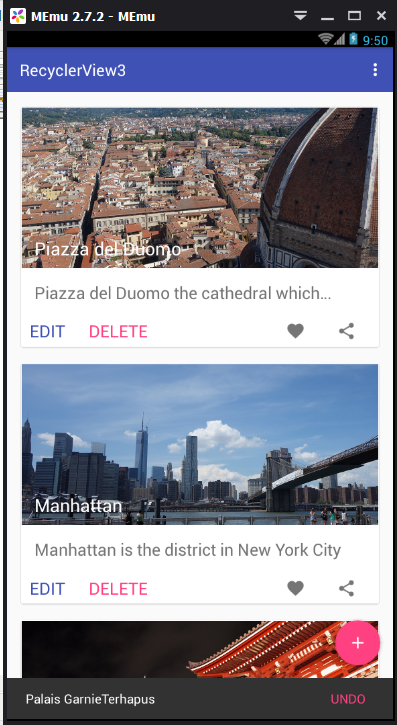 MEmu 2.7.2 - MEmu
9:50
RecyclerView3
Piazza del Duomo
Piazza del Duomo the cathedral which...
EDIT DELETE
Manhattan
Manhattan is the district in New York City
EDIT DELETE
Palais GarnieTerhapus UNDO